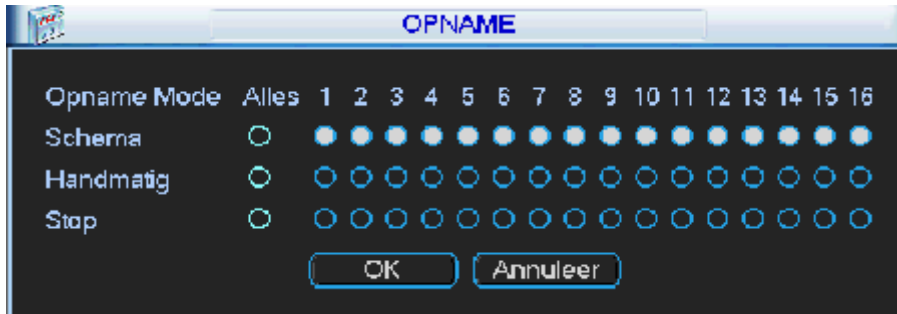 OPNAME
Opname Mode Alles 1 2 3 4 5 6 7 8 9 10 11 12 13 14 15 16
Schema
Handmatig
Stop
OK Annuleer